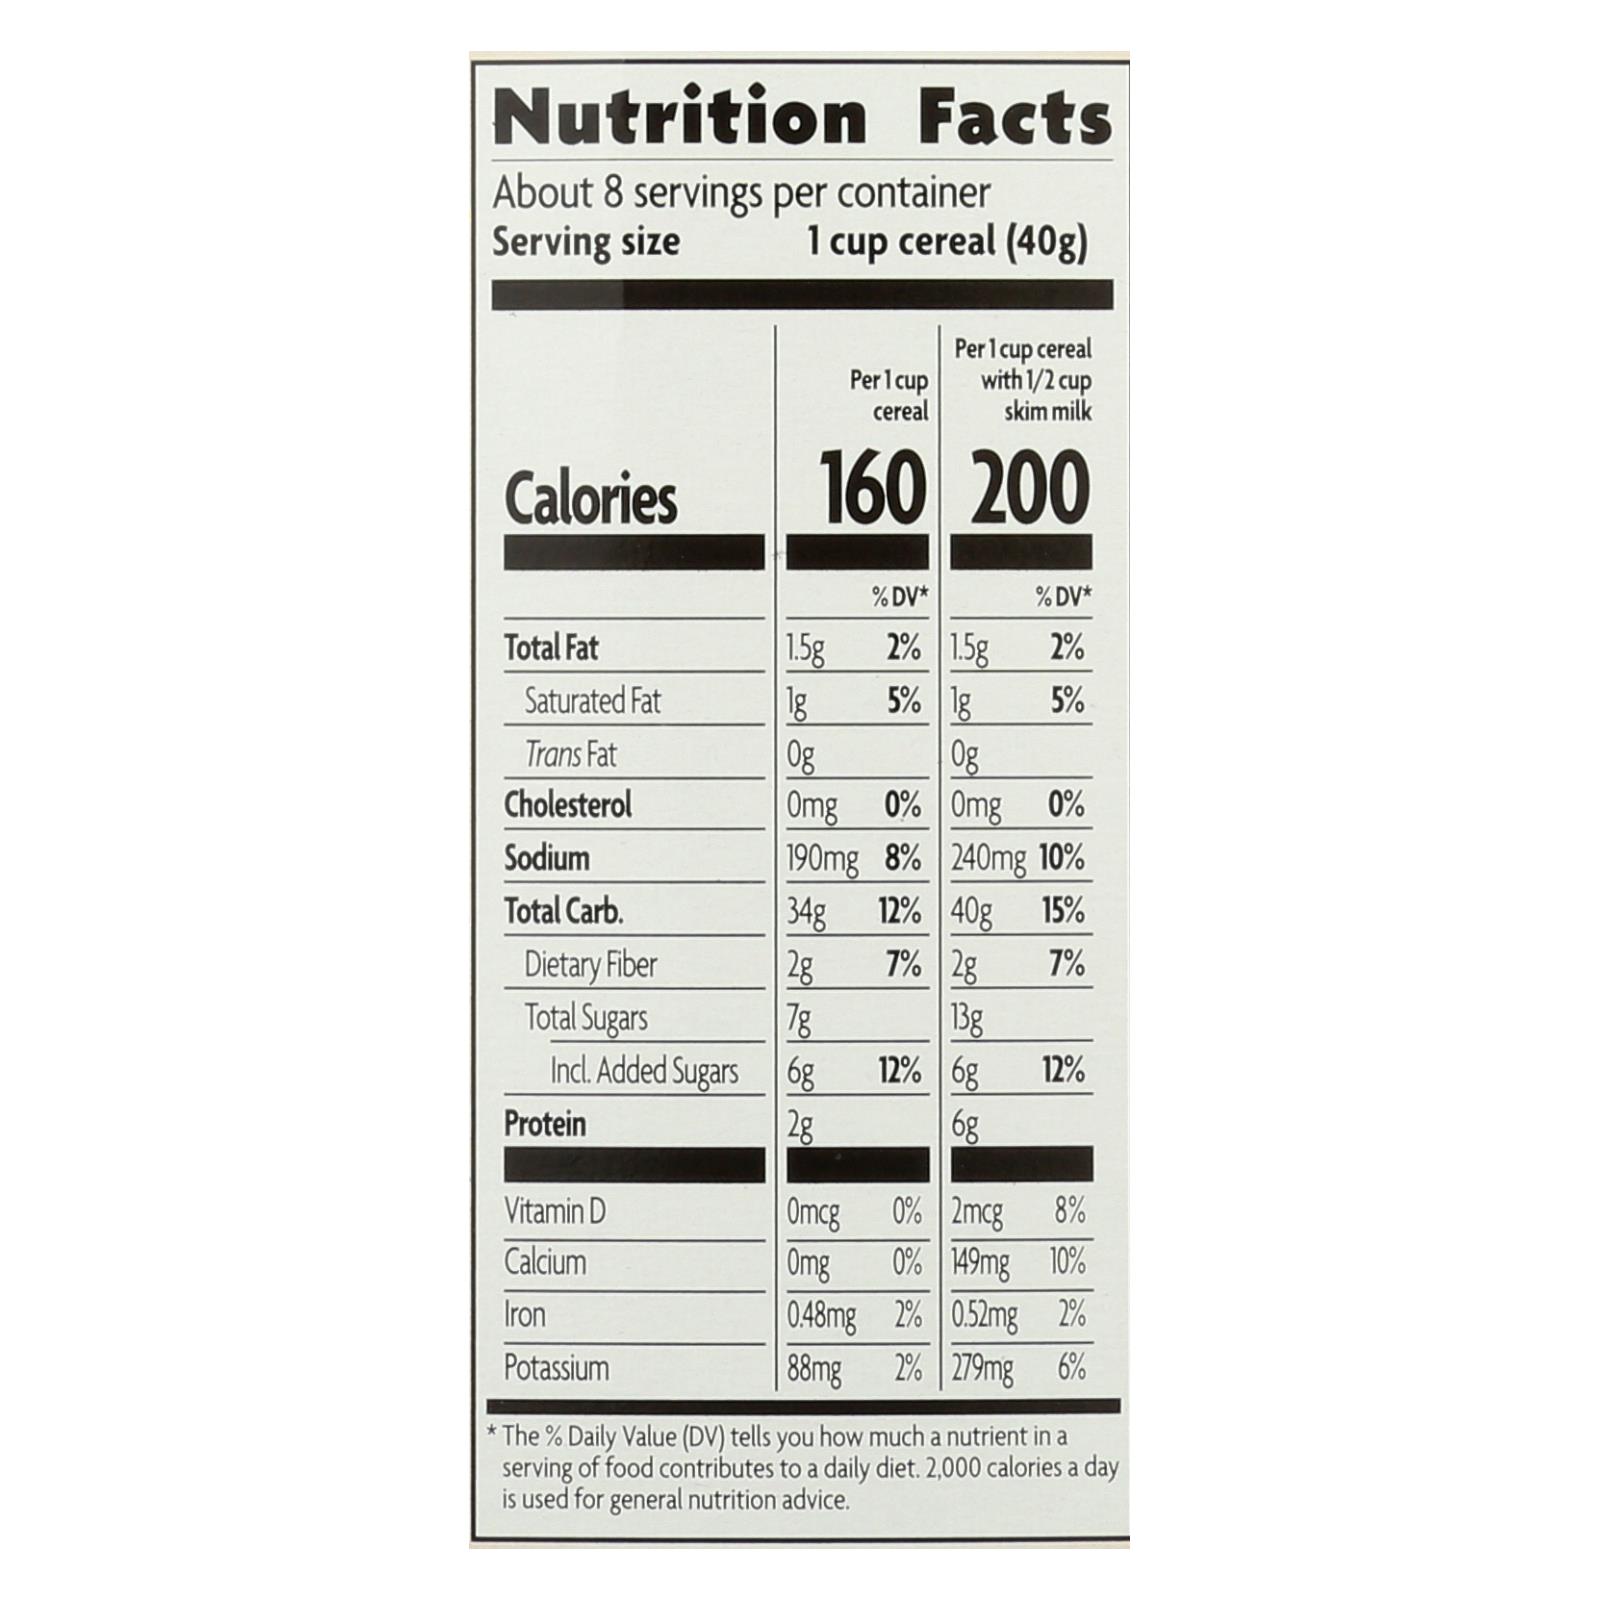 Nutrition Facts
About 8 servings per container
Serving size 1 cup cereal (40g)
Per 1 cup cereal
Per 1 cup cereal with 1/2 cup skim milk
Calories 160 200
% DV* % DV*
Total Fat 1.5g 2% 1.5g 2%
Saturated Fat 1g 5% 1g 5%
Trans Fat 0g 0g
Cholesterol 0mg 0% 0mg 0%
Sodium 190mg 8% 240mg 10%
Total Carb. 34g 12% 40g 15%
Dietary Fiber 2g 7% 2g 7%
Total Sugars 7g 13g
Incl. Added Sugars 6g 12% 6g 12%
Protein 2g 6g
Vitamin D 0mcg 0% 2mcg 8%
Calcium 0mg 0% 149mg 10%
Iron 0.48mg 2% 0.52mg 2%
Potassium 88mg 2% 279mg 6%
* The % Daily Value (DV) tells you how much a nutrient in a
serving of food contributes to a daily diet. 2,000 calories a day
is used for general nutrition advice.